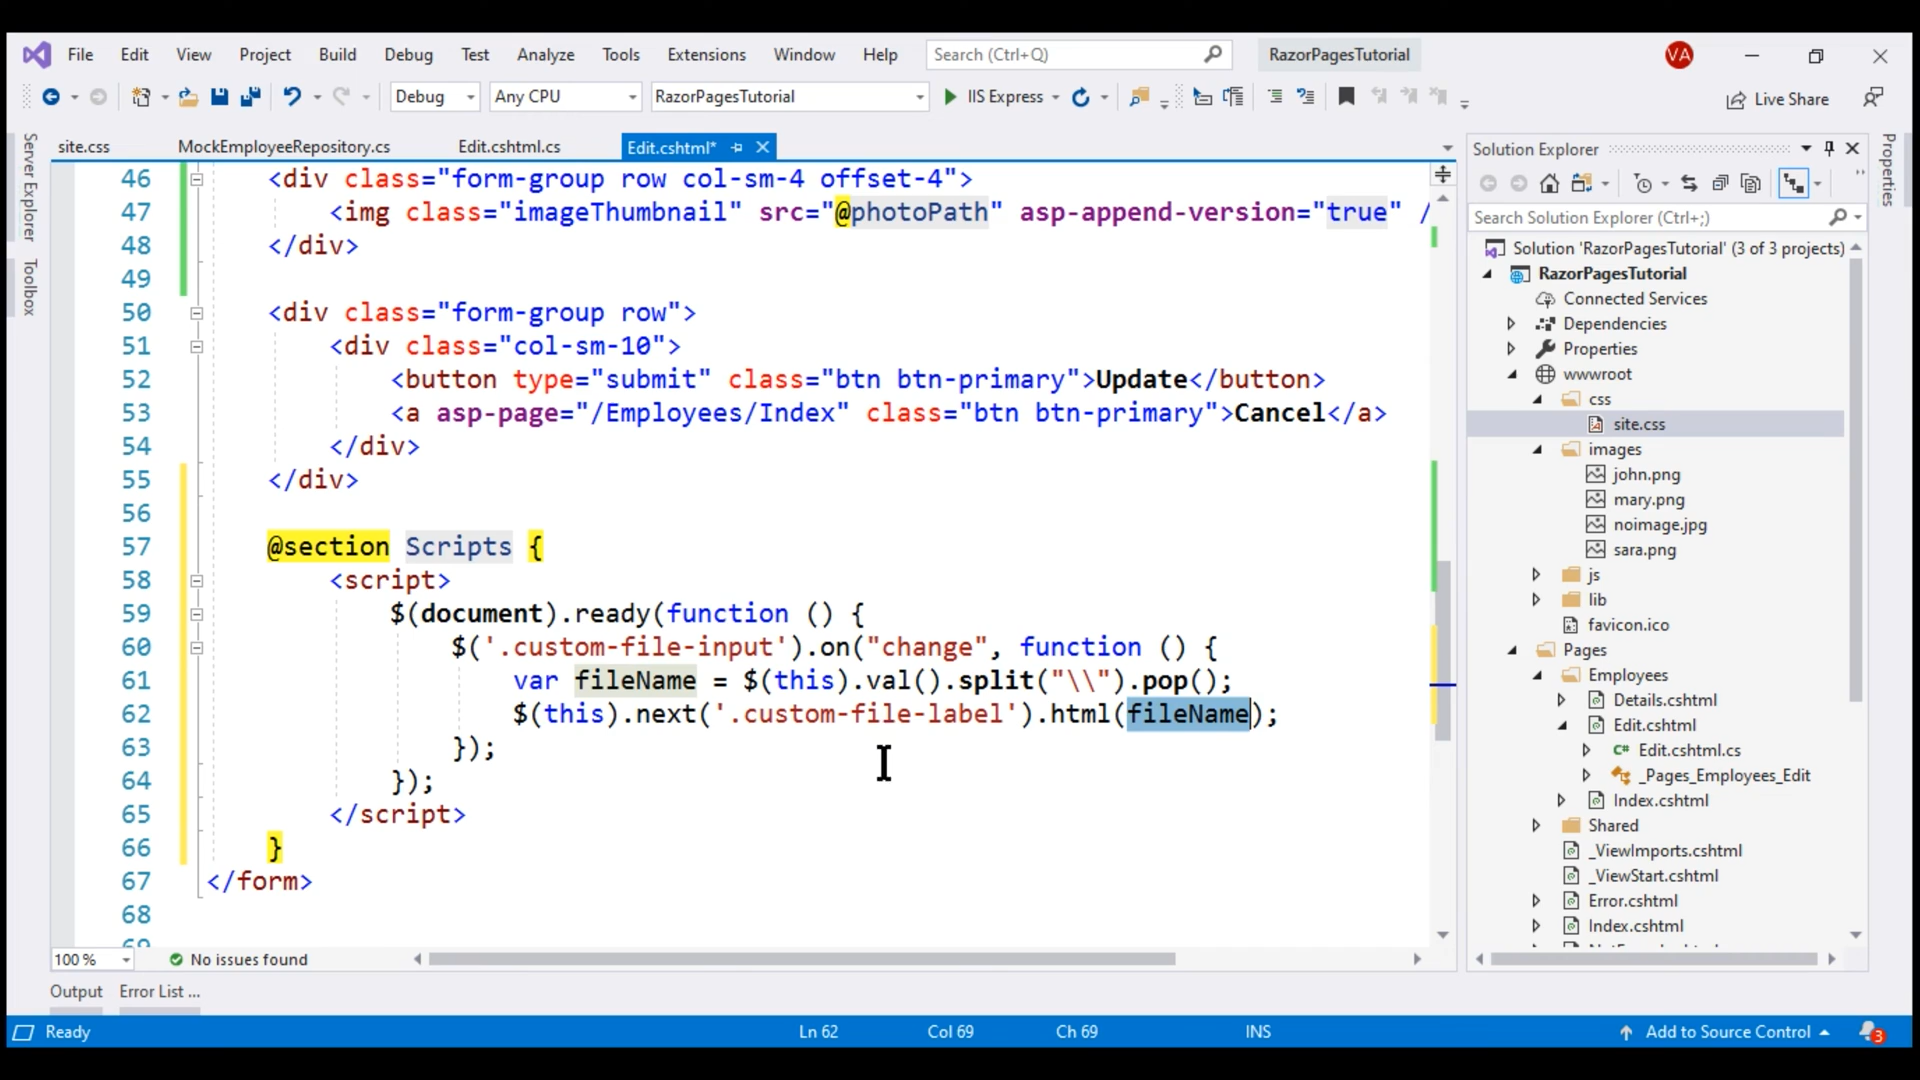 File Edit View Project Build Debug Test Analyze Tools Extensions Window Help Search (Ctrl+Q) RazorPagesTutorial VA
Debug Any CPU RazorPagesTutorial IIS Express Live Share
Server Explorer
Toolbox
site.css MockEmployeeRepository.cs Edit.cshtml.cs Edit.cshtml*
46 <div class="form-group row col-sm-4 offset-4">
47 <img class="imageThumbnail" src="@photoPath" asp-append-version="true" /
48 </div>
49
50 <div class="form-group row">
51 <div class="col-sm-10">
52 <button type="submit" class="btn btn-primary">Update</button>
53 <a asp-page="/Employees/Index" class="btn btn-primary">Cancel</a>
54 </div>
55 </div>
56
57 @section Scripts {
58 <script>
59 $(document).ready(function () {
60 $('.custom-file-input').on("change", function () {
61 var fileName = $(this).val().split("\\").pop();
62 $(this).next('.custom-file-label').html(fileName);
63 });
64 });
65 </script>
66 }
67 </form>
68
69
100 % No issues found
Output Error List ...
Solution Explorer
Search Solution Explorer (Ctrl+;)
Solution 'RazorPagesTutorial' (3 of 3 projects)
RazorPagesTutorial
Connected Services
Dependencies
Properties
wwwroot
css
site.css
images
john.png
mary.png
noimage.jpg
sara.png
js
lib
favicon.ico
Pages
Employees
Details.cshtml
Edit.cshtml
C# Edit.cshtml.cs
_Pages_Employees_Edit
Index.cshtml
Shared
_ViewImports.cshtml
_ViewStart.cshtml
Error.cshtml
Index.cshtml
Properties
Ready Ln 62 Col 69 Ch 69 INS Add to Source Control 3